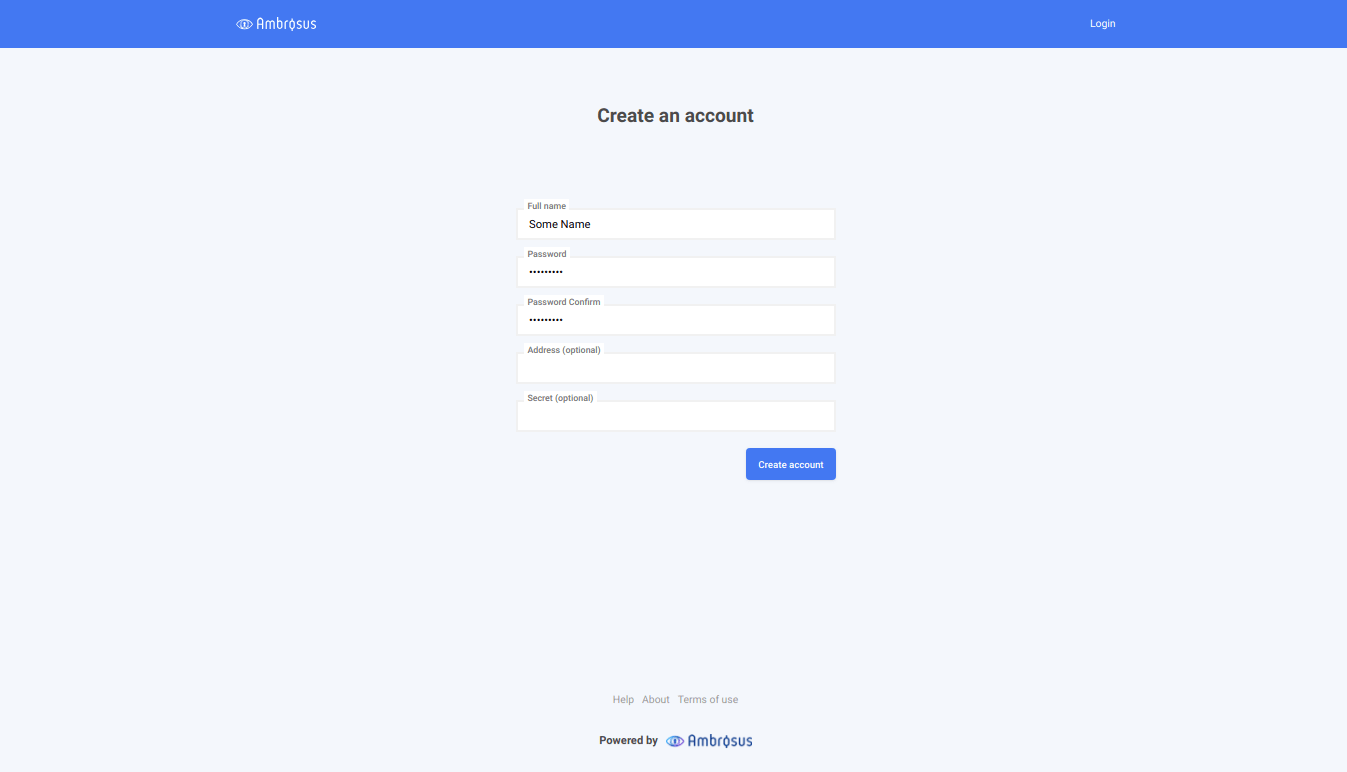 Ambrosus
Login
Create an account
Full name
Some Name
Password
•••••••••
Password Confirm
•••••••••
Address (optional)
Secret (optional)
Create account
Help About Terms of use
Powered by Ambrosus